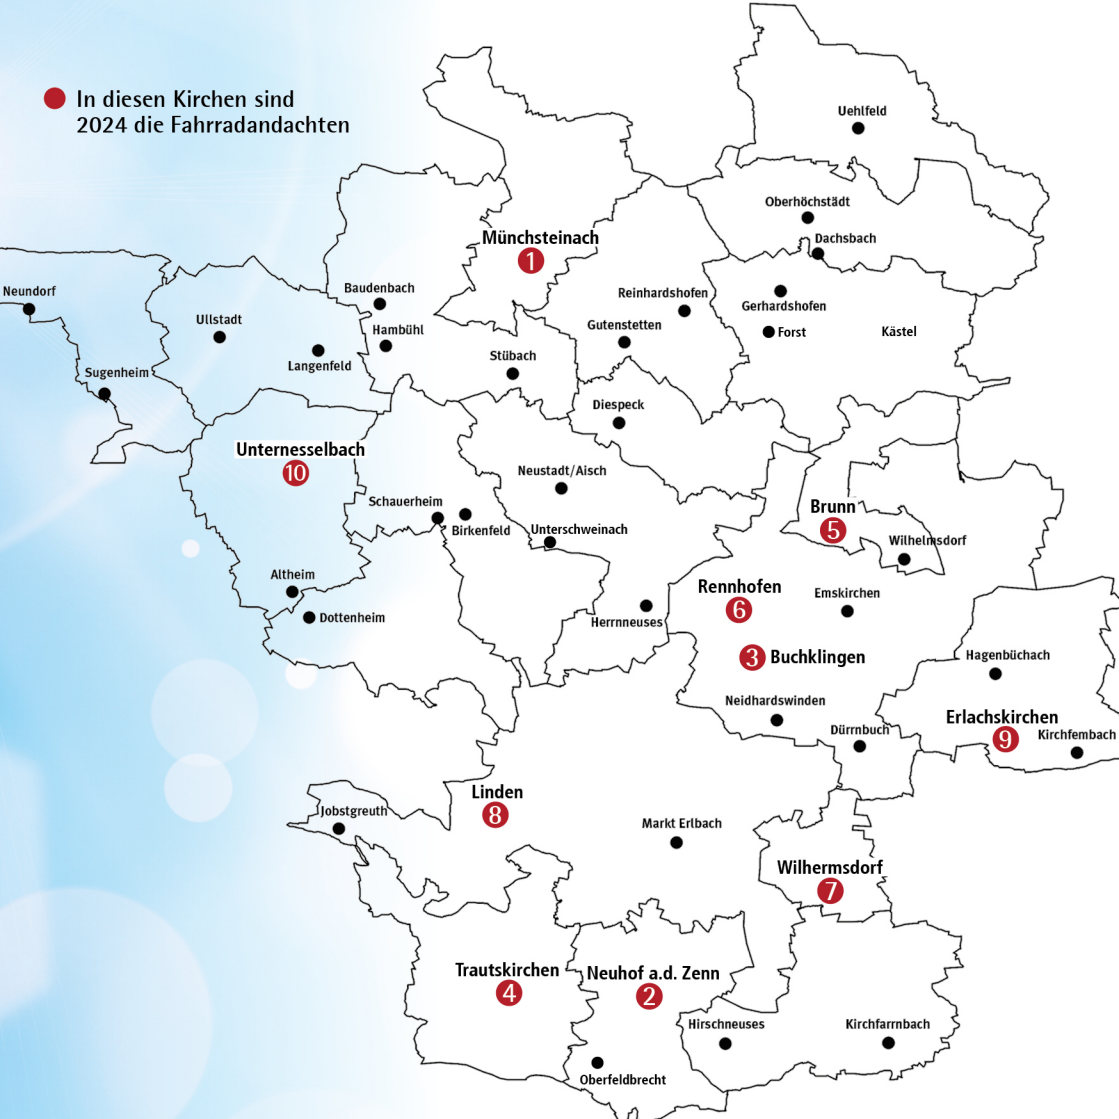 In diesen Kirchen sind
2024 die Fahrradandachten
Uehlfeld
Oberhöchstädt
Dachsbach
Münchsteinach
1
Neundorf
Baudenbach
Reinhardshofen
Gerhardshofen
Ullstadt
Hambühl
Gutenstetten
Forst
Kästel
Langenfeld
Stübach
Sugenheim
Diespeck
Unternesselbach
10
Neustadt/Aisch
Schauerheim
Birkenfeld
Unterschweinach
Brunn
5
Wilhelmsdorf
Altheim
Dottenheim
Rennhofen
6
Emskirchen
Herrnneuses
3 Buchklingen
Hagenbüchach
Neidhardswinden
Erlachskirchen
9
Kirchfembach
Dürrnbuch
Linden
8
Jobstgreuth
Markt Erlbach
Wilhermsdorf
7
Trautskirchen
4
Neuhof a.d. Zenn
2
Hirschneuses
Kirchfarrnbach
Oberfeldbrecht